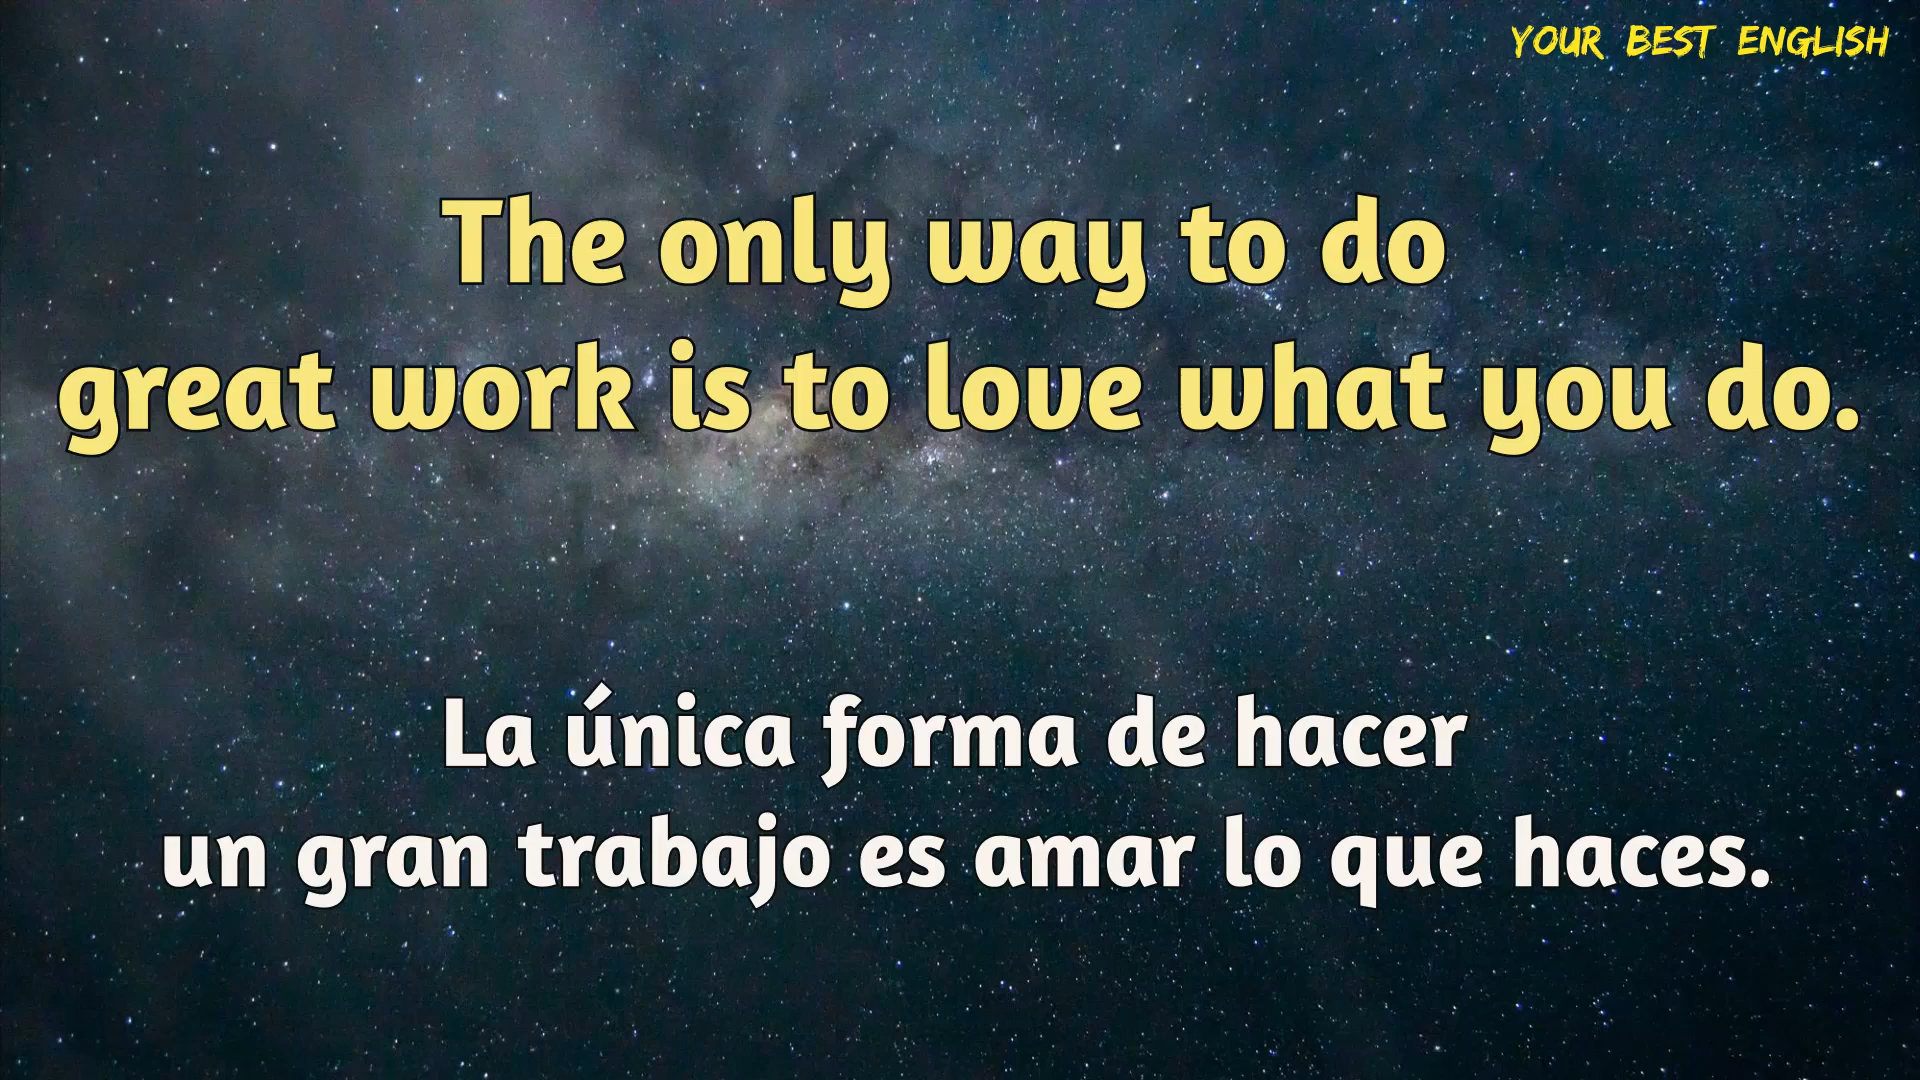 YOUR BEST ENGLISH
The only way to do
great work is to love what you do.
La única forma de hacer
un gran trabajo es amar lo que haces.